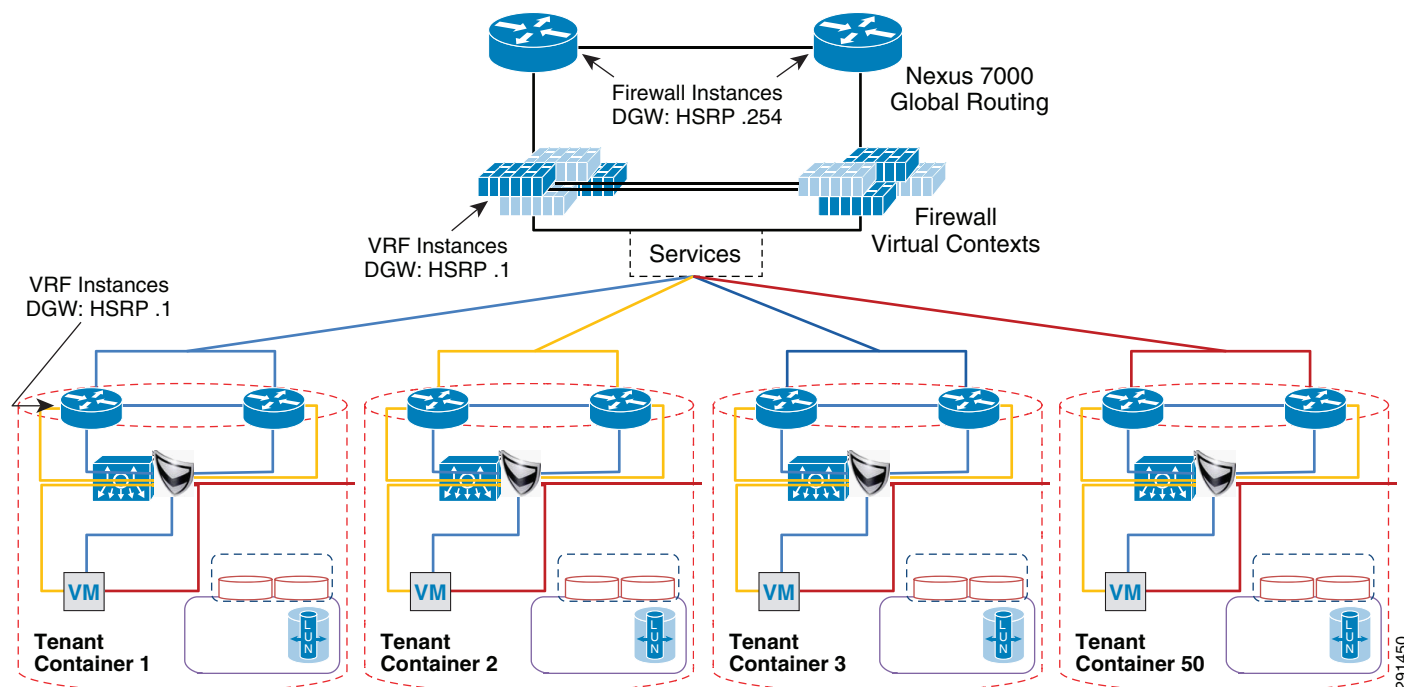 Nexus 7000
Global Routing
Firewall Instances
DGW: HSRP .254
Firewall
Virtual Contexts
VRF Instances
DGW: HSRP .1
Services
VRF Instances
DGW: HSRP .1
VM
VM
VM
VM
LUN
LUN
LUN
LUN
Tenant
Container 1
Tenant
Container 2
Tenant
Container 3
Tenant
Container 50
291450